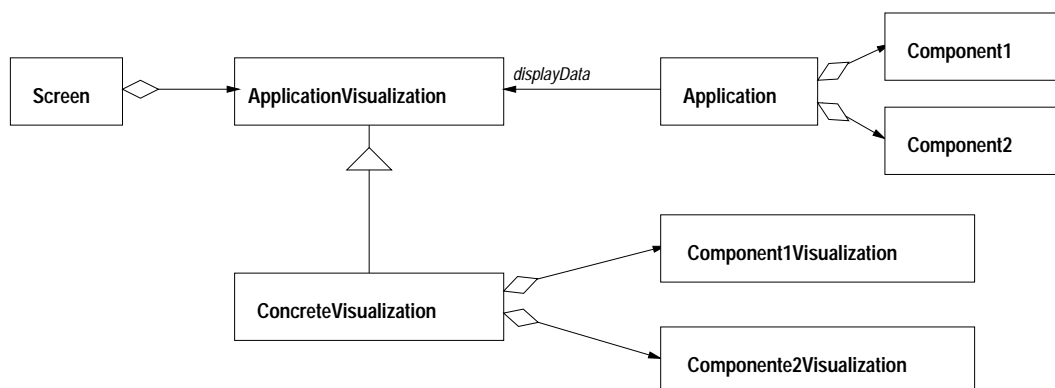 Component1
displayData
Screen
ApplicationVisualization
Application
Component2
Component1Visualization
ConcreteVisualization
Componente2Visualization